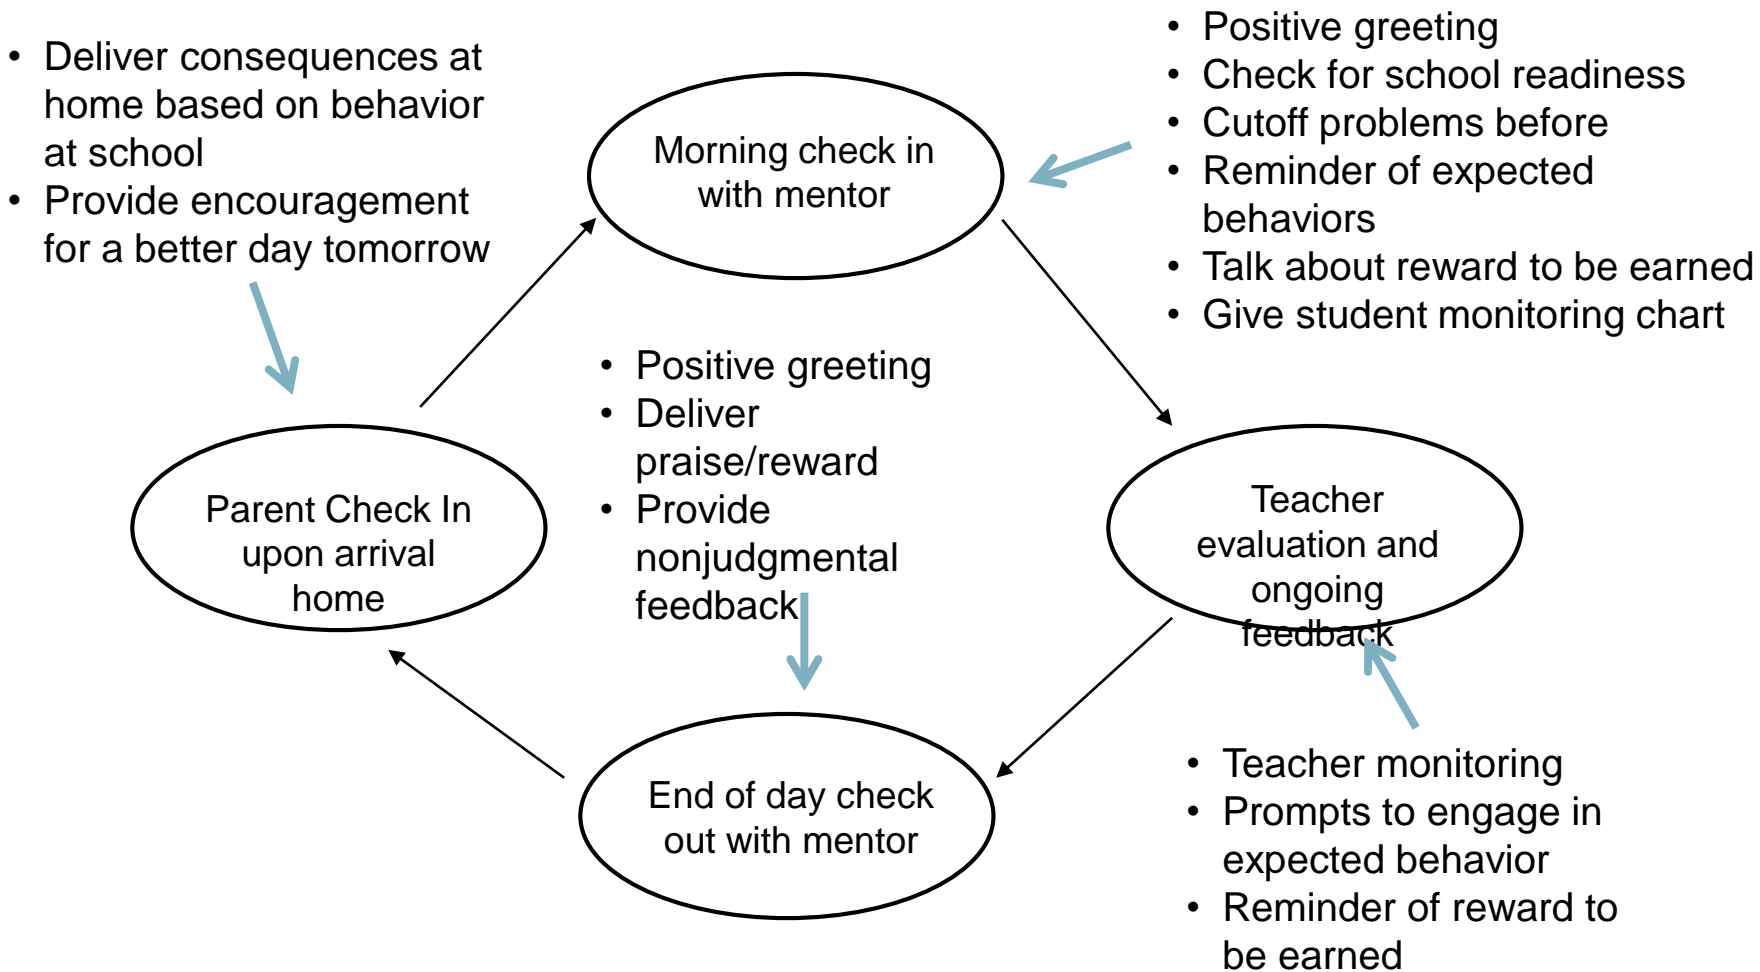 • Deliver consequences at
home based on behavior
at school
• Provide encouragement
for a better day tomorrow
Morning check in
with mentor
• Positive greeting
• Check for school readiness
• Cutoff problems before
• Reminder of expected
behaviors
• Talk about reward to be earned
• Give student monitoring chart
• Positive greeting
• Deliver
praise/reward
• Provide
nonjudgmental
feedback
Parent Check In
upon arrival
home
Teacher
evaluation and
ongoing
feedback
End of day check
out with mentor
• Teacher monitoring
• Prompts to engage in
expected behavior
• Reminder of reward to
be earned